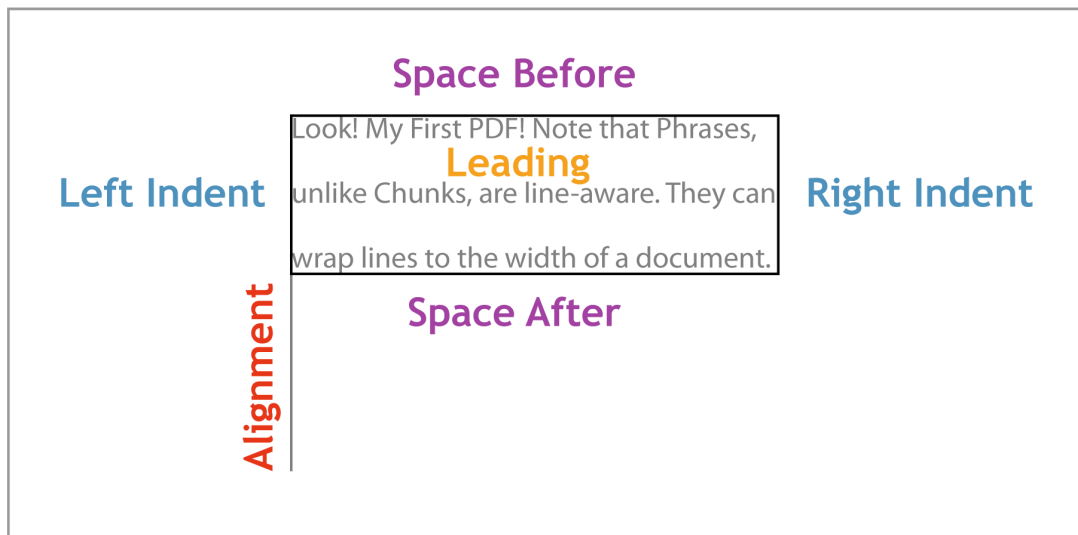 Space Before
Look! My First PDF! Note that Phrases,
Leading
Left Indent
unlike Chunks, are line-aware. They can
Right Indent
wrap lines to the width of a document.
Space After
Alignment